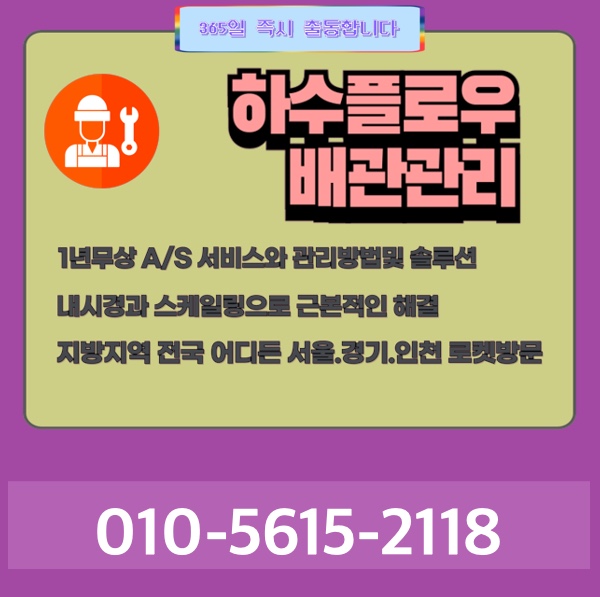 365일 즉시 출동합니다
하수플로우
배관관리
1년무상 A/S 서비스와 관리방법및 솔루션
내시경과 스케일링으로 근본적인 해결
지방지역 전국 어디든 서울.경기.인천 로켓방문
010-5615-2118